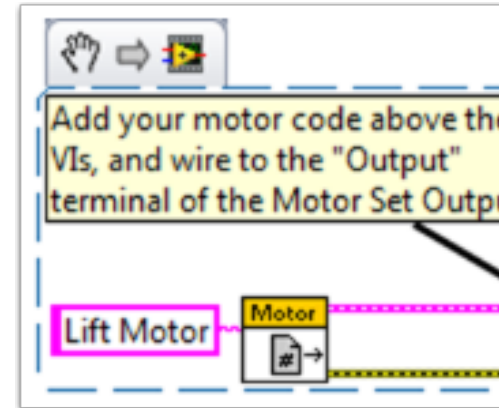 Add your motor code above the
VIs, and wire to the "Output"
terminal of the Motor Set Outpu
Lift Motor
Motor
#